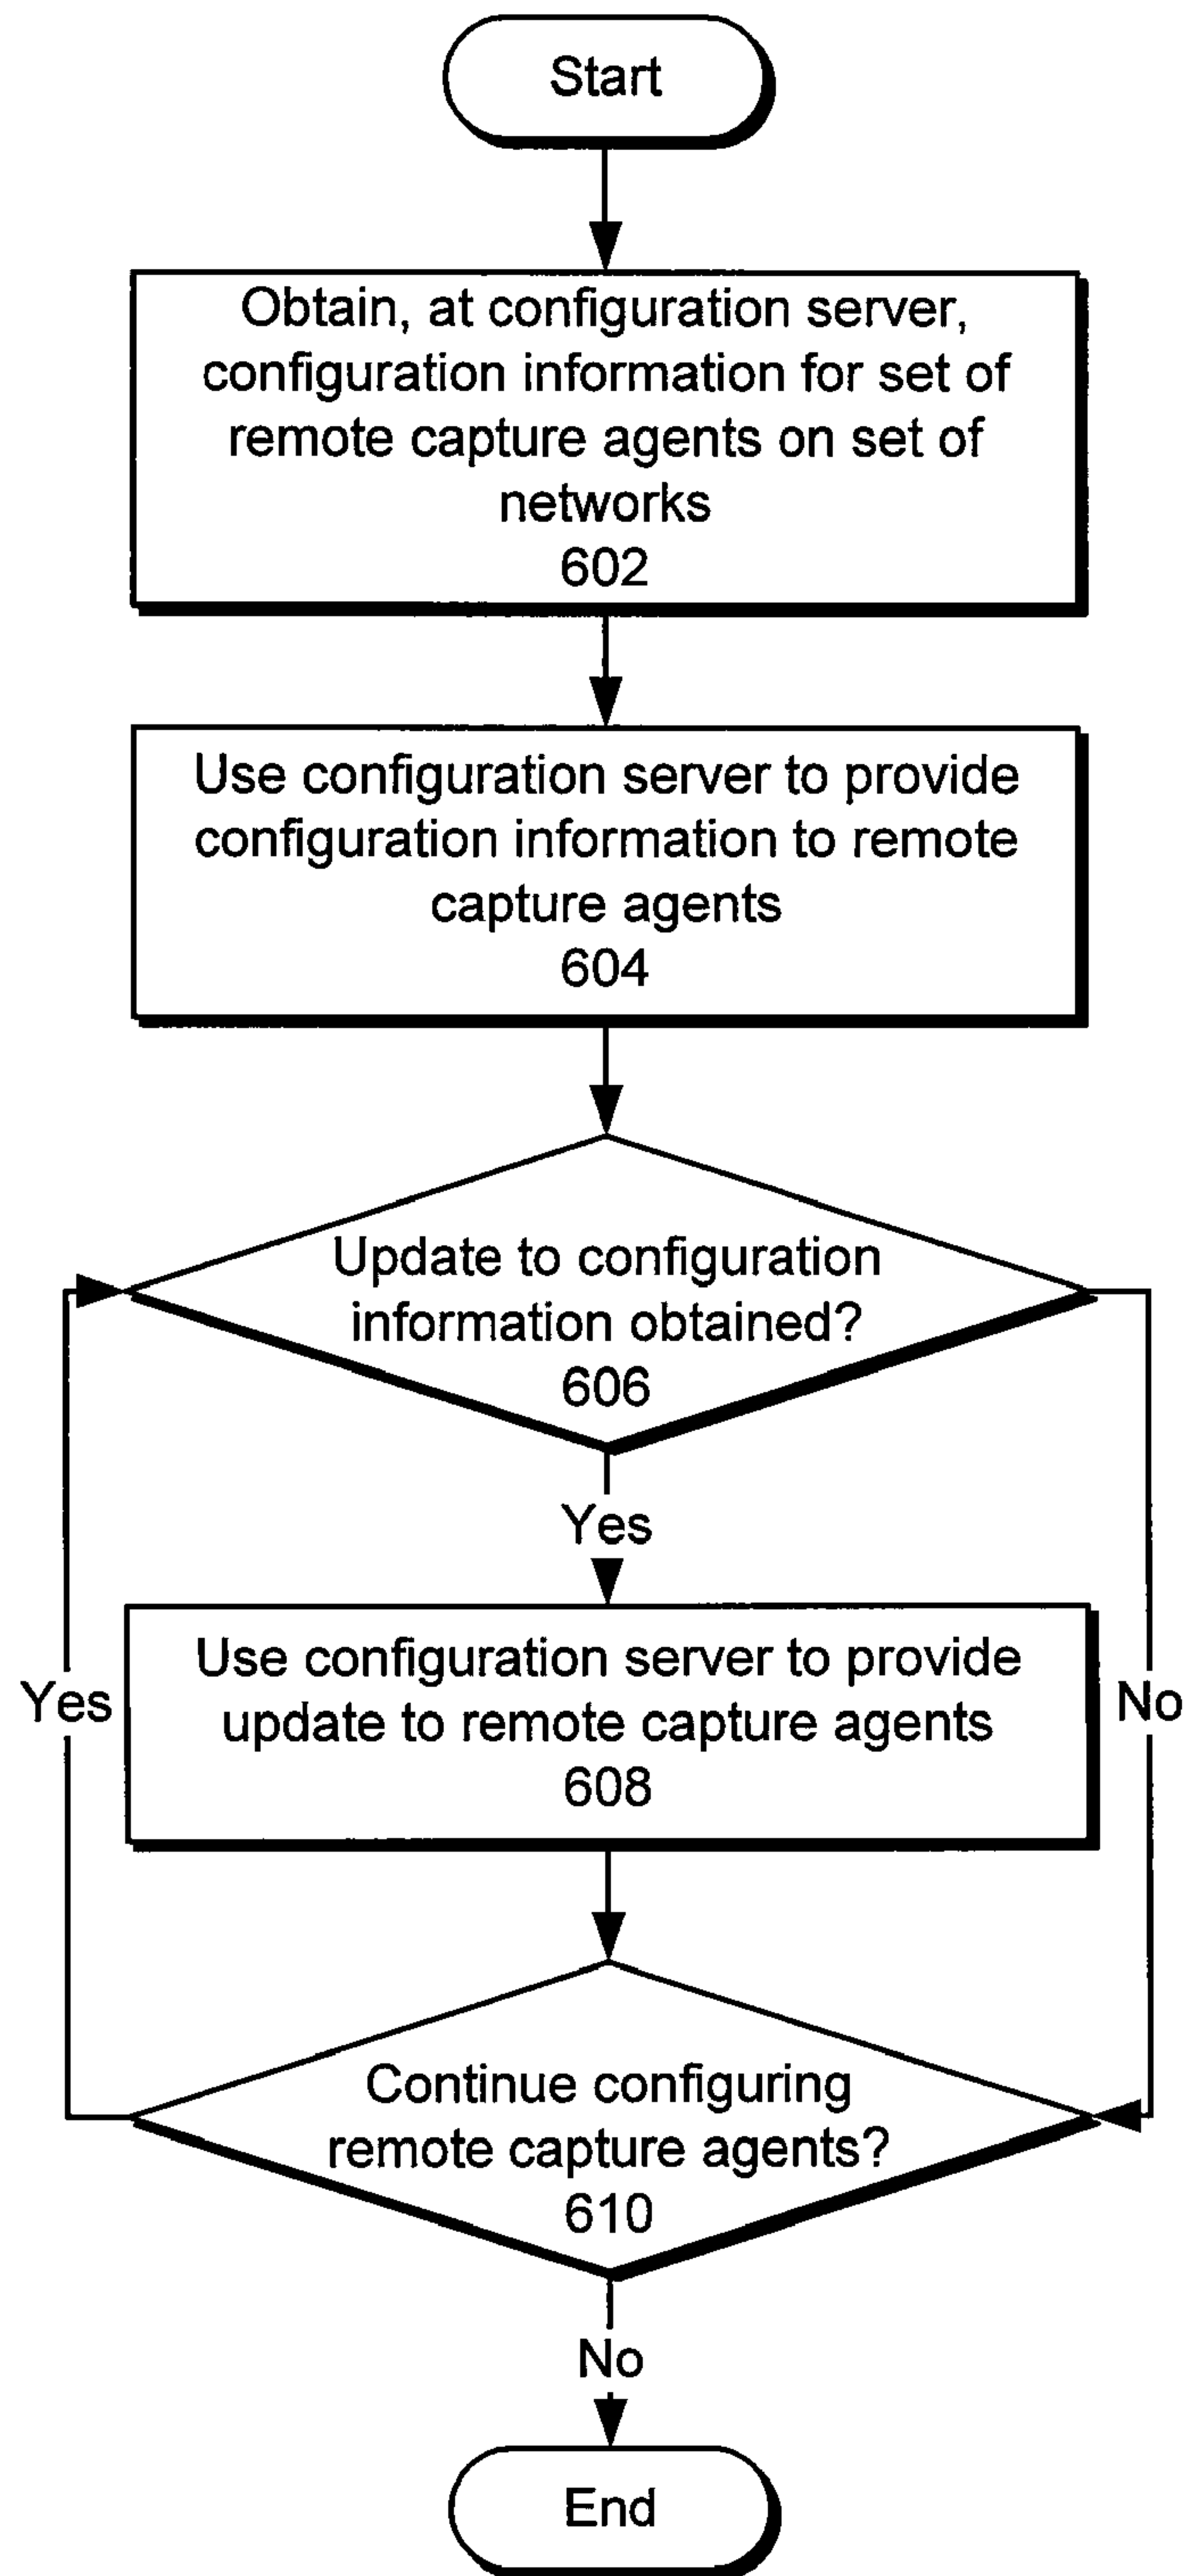 Start
Obtain, at configuration server,
configuration information for set of
remote capture agents on set of
networks
602
Use configuration server to provide
configuration information to remote
capture agents
604
Update to configuration
information obtained?
606
Yes
Use configuration server to provide
update to remote capture agents
608
Yes
No
Continue configuring
remote capture agents?
610
No
End